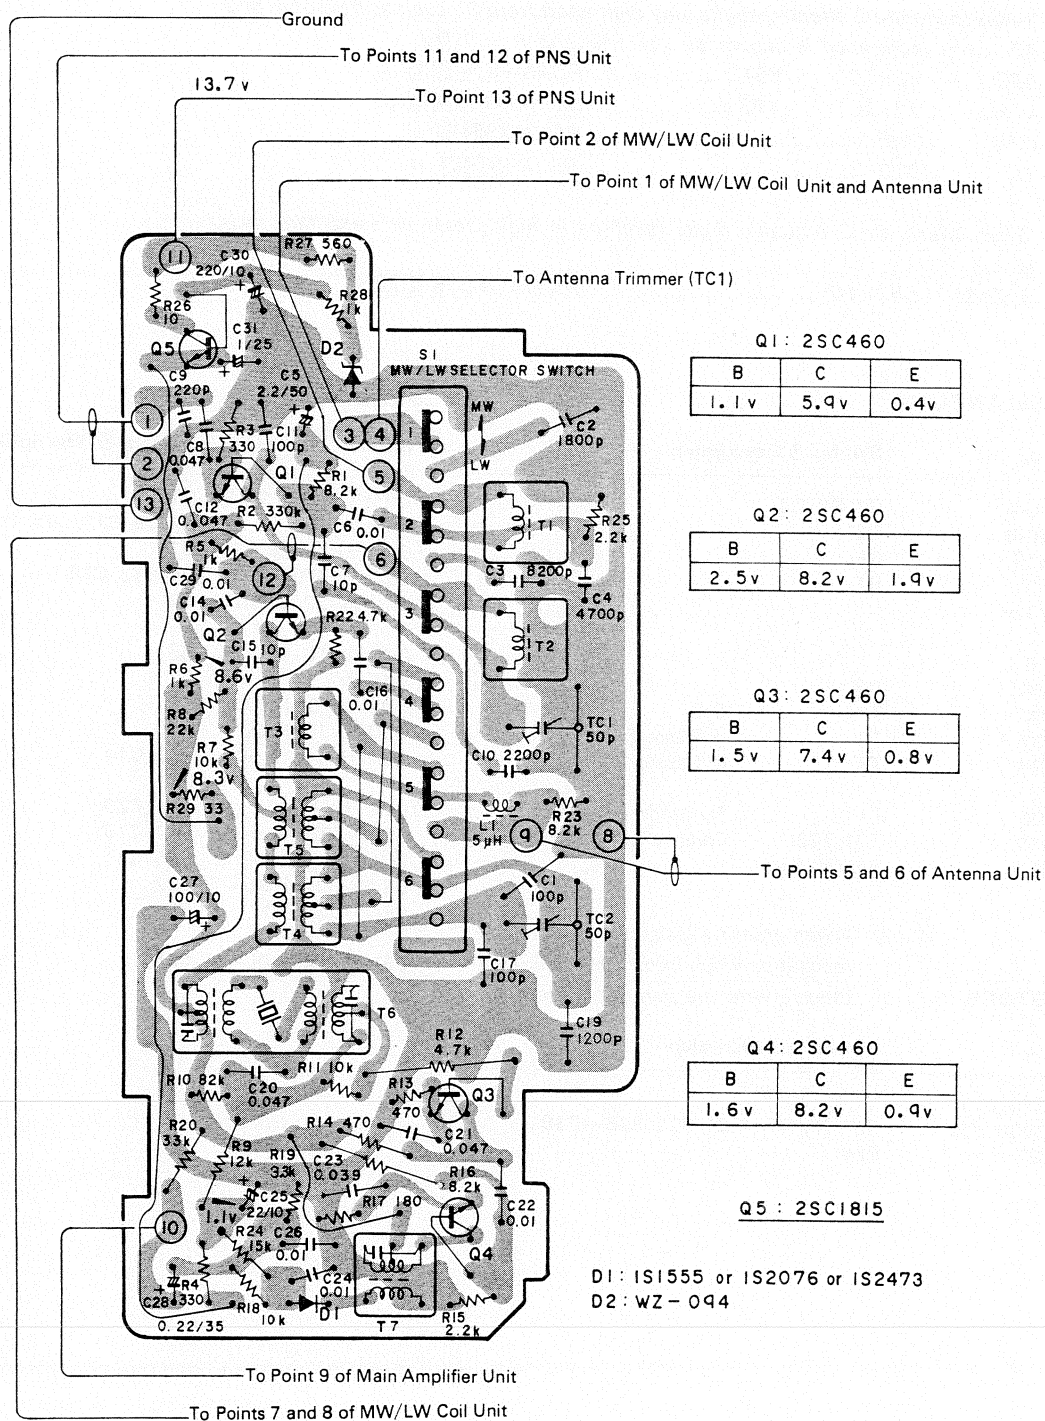 Ground
To Points 11 and 12 of PNS Unit
13.7 v
To Point 13 of PNS Unit
To Point 2 of MW/LW Coil Unit
To Point 1 of MW/LW Coil Unit and Antenna Unit
To Antenna Trimmer (TC1)
11
C30
220/10
+
R27 560
R26
10
R28
1k
Q5
C31
1/25
+
D2
S1
MW/LW SELECTOR SWITCH
C9
220p
C5
2.2/50
+
1
2
13
3
4
5
6
1
MW
LW
C2
1800p
C8
0.047
R3
330
C11
100p
Q1
R1
8.2k
C12
0.047
R2 330k
C6
0.01
2
T1
R25
2.2k
R5
1k
C29
0.01
12
C7
10p
C3 8200p
C4
4700p
C14
0.01
Q2
R22 4.7k
3
T2
C15 10p
R6
1k
8.6v
C16
0.01
R8
22k
4
T3
TC1
50p
R7
10k
8.3v
C10 2200p
R29 33
5
L1
5µH
R23
8.2k
9
8
T5
To Points 5 and 6 of Antenna Unit
6
C27
100/10
+
C1
100p
T4
TC2
50p
C17
100p
T6
C19
1200p
R12
4.7k
R10 82k
C20
0.047
R11 10k
R13
470
Q3
R20
33k
R9
12k
R14 470
C21
0.047
R19
33k
C23
0.039
R16
8.2k
C25
22/10
+
1.1v
R17 180
C22
0.01
10
R24
15k
C26
0.01
Q4
C24
0.01
C28
+
R4
330
R18
10k
D1
T7
R15
2.2k
0.22/35
To Point 9 of Main Amplifier Unit
To Points 7 and 8 of MW/LW Coil Unit
Q1: 2SC460
B C E
1.1v 5.9v 0.4v
Q2: 2SC460
B C E
2.5v 8.2v 1.9v
Q3: 2SC460
B C E
1.5v 7.4v 0.8v
Q4: 2SC460
B C E
1.6v 8.2v 0.9v
Q5: 2SC1815
D1: 1S1555 or 1S2076 or 1S2473
D2: WZ-094